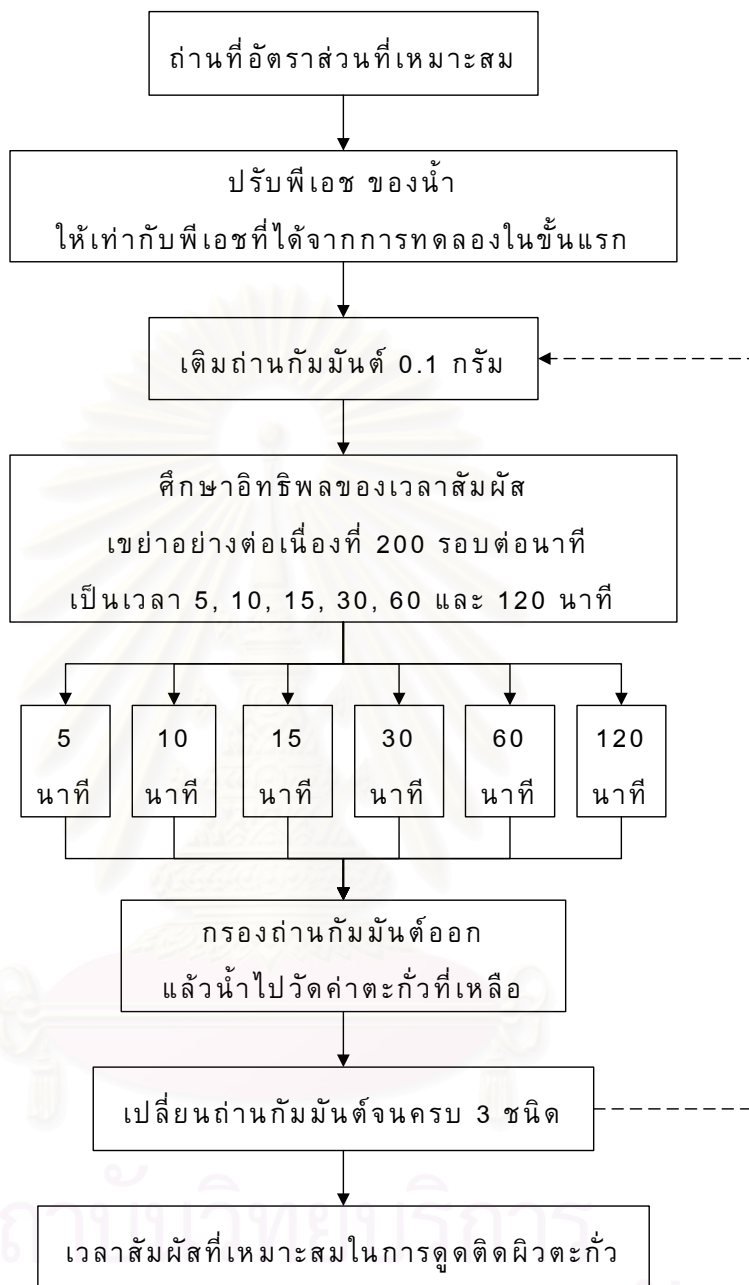 ถ่านที่อัตราส่วนที่เหมาะสม
ปรับพีเอช ของน้ำ
ให้เท่ากับพีเอชที่ได้จากการทดลองในขั้นแรก
เติมถ่านกัมมันต์ 0.1 กรัม
ศึกษาอิทธิพลของเวลาสัมผัส
เขย่าอย่างต่อเนื่องที่ 200 รอบต่อนาที
เป็นเวลา 5, 10, 15, 30, 60 และ 120 นาที
5 10 15 30 60 120
นาที นาที นาที นาที นาที นาที
กรองถ่านกัมมันต์ออก
แล้วน้ำไปวัดค่าตะกั่วที่เหลือ
เปลี่ยนถ่านกัมมันต์จนครบ 3 ชนิด
สถาบันวิทยบริการ
เวลาสัมผัสที่เหมาะสมในการดูดติดผิวตะกั่ว